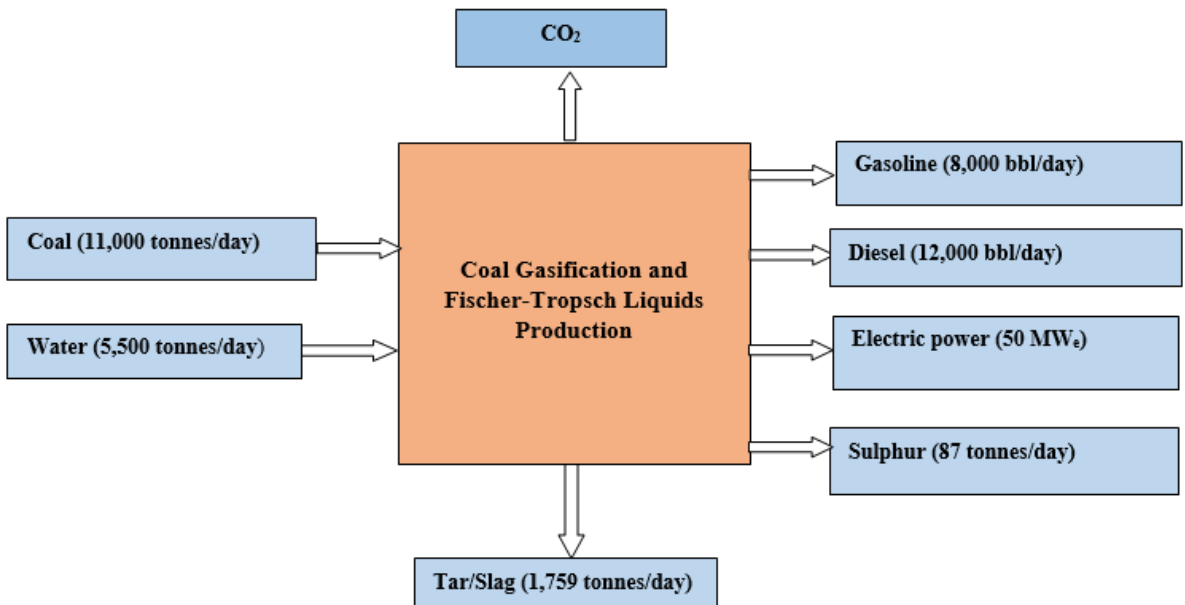 CO₂
Gasoline (8,000 bbl/day)
Coal (11,000 tonnes/day)
Diesel (12,000 bbl/day)
Coal Gasification and
Fischer-Tropsch Liquids
Production
Water (5,500 tonnes/day)
Electric power (50 MWₑ)
Sulphur (87 tonnes/day)
Tar/Slag (1,759 tonnes/day)